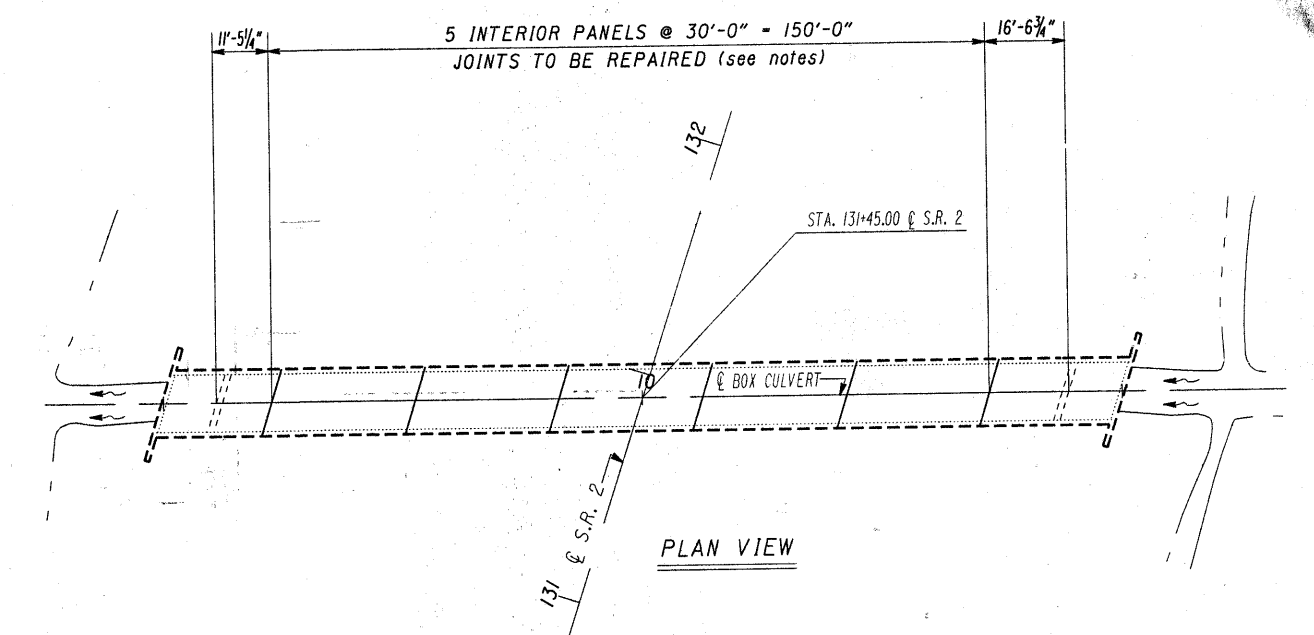 11'-5¼"
5 INTERIOR PANELS @ 30'-0" = 150'-0"
16'-6¾"
JOINTS TO BE REPAIRED (see notes)
132
STA. 131+45.00 ℄ S.R. 2
℄ BOX CULVERT
℄ S.R. 2
131
PLAN VIEW